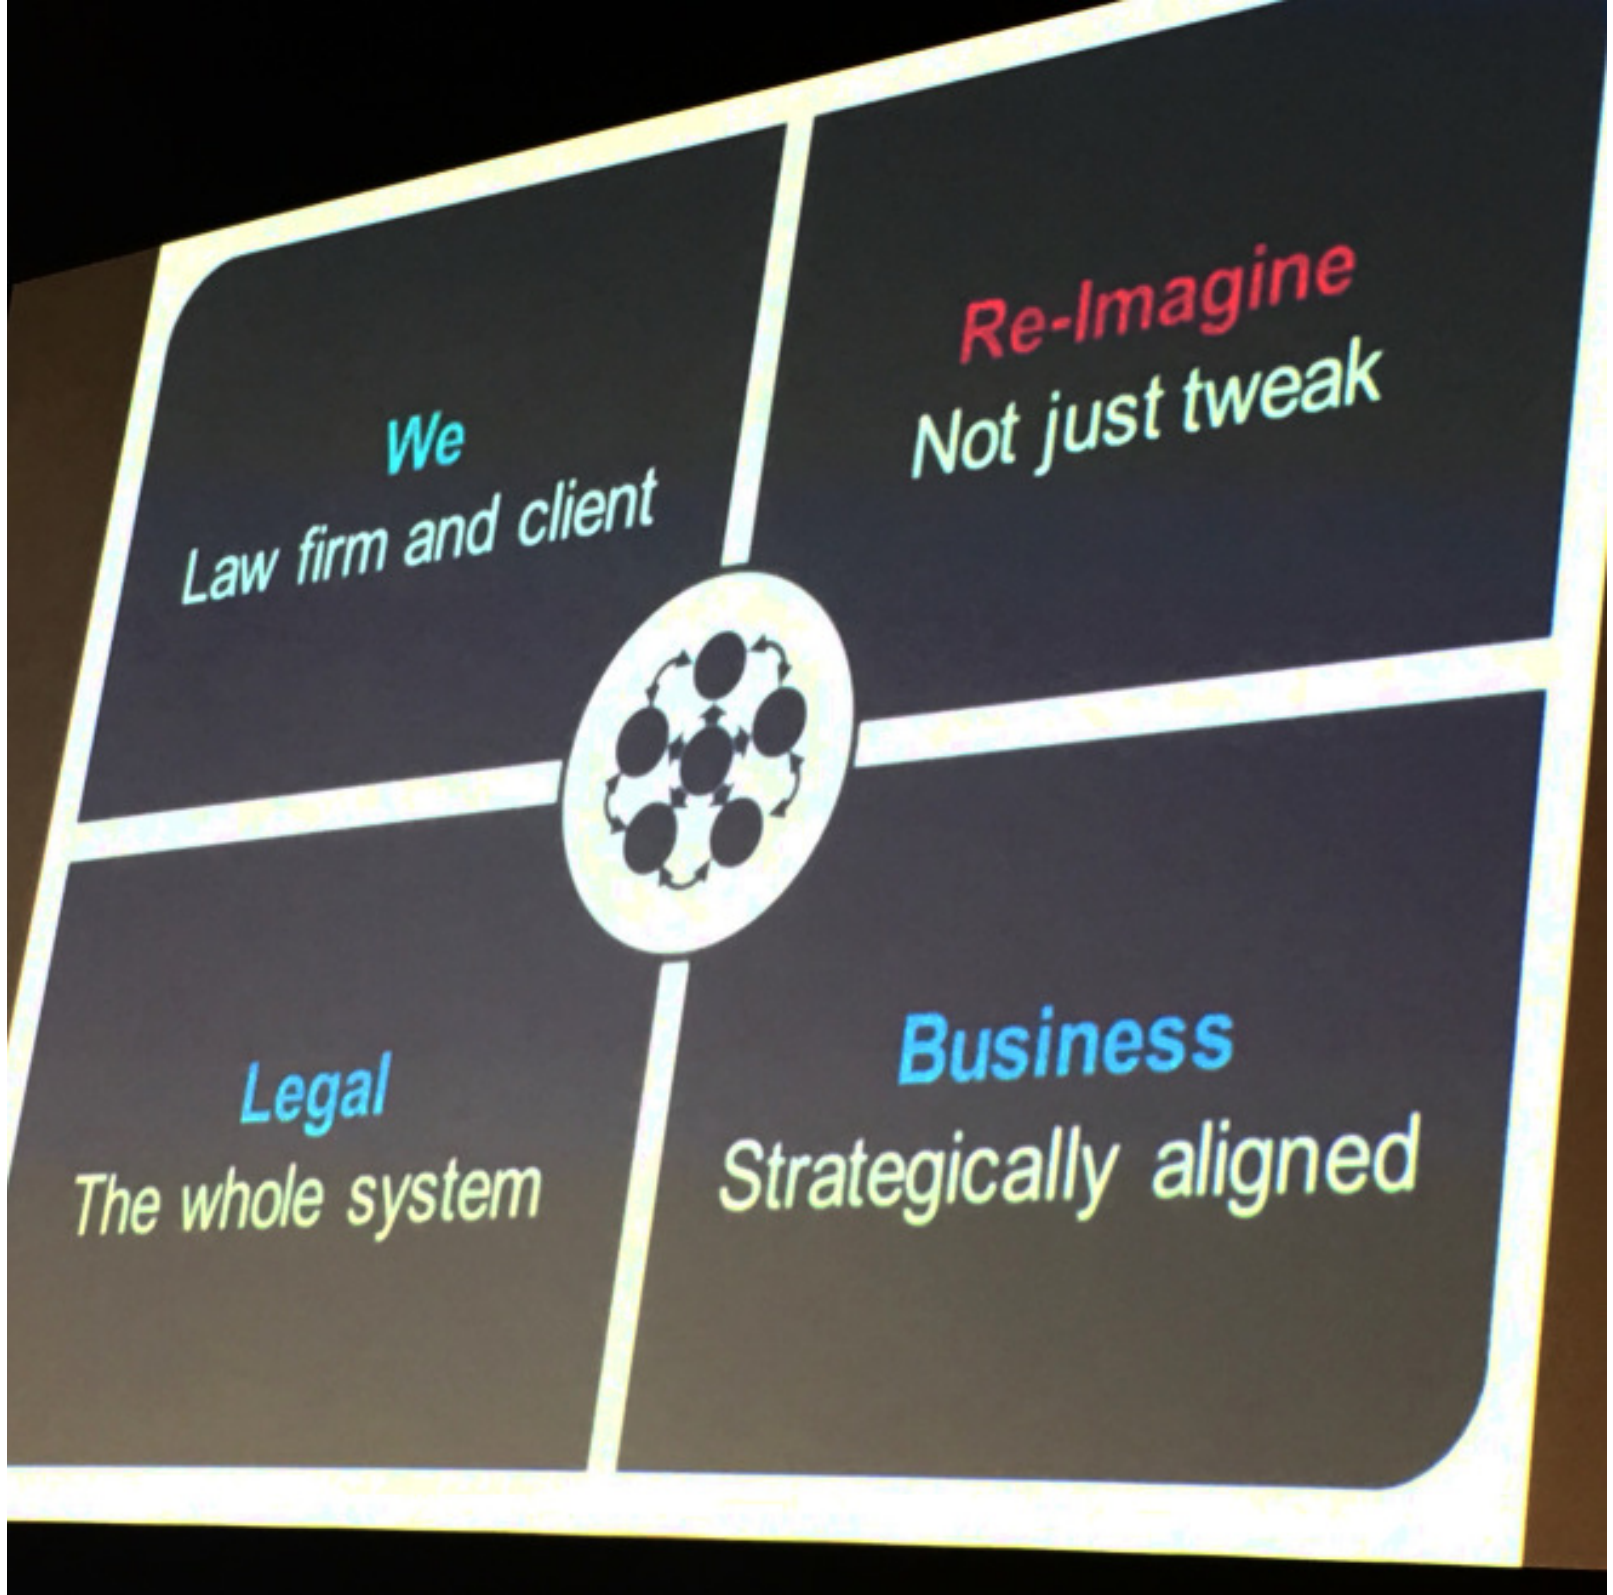 We
Law firm and client
Re-Imagine
Not just tweak
Legal
The whole system
Business
Strategically aligned